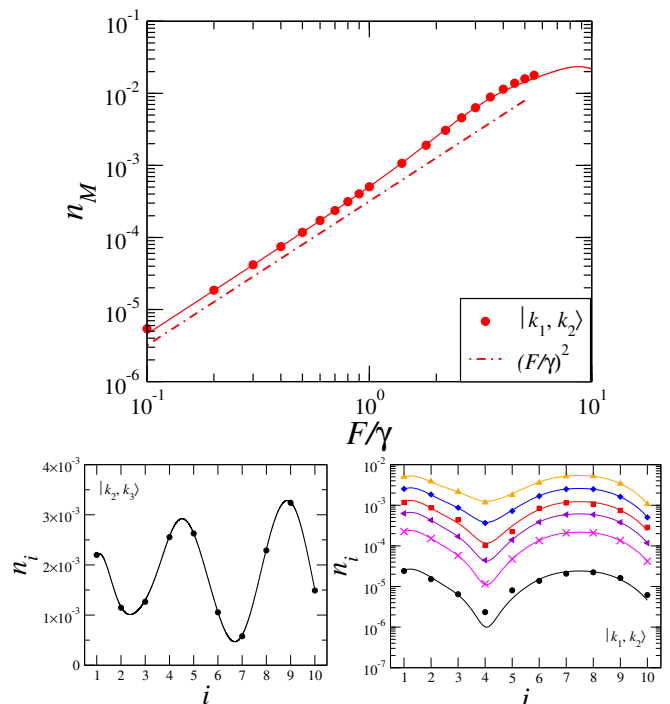 10^-1
10^-2
10^-3
10^-4
10^-5
10^-6
n_M
|k_1, k_2⟩
(F/γ)^2
10^-1 10^0 10^1
F/γ
4×10^-3
3×10^-3
2×10^-3
1×10^-3
0
n_i
|k_2, k_3⟩
1 2 3 4 5 6 7 8 9 10
i
10^-2
10^-3
10^-4
10^-5
10^-6
10^-7
n_i
|k_1, k_2⟩
1 2 3 4 5 6 7 8 9 10